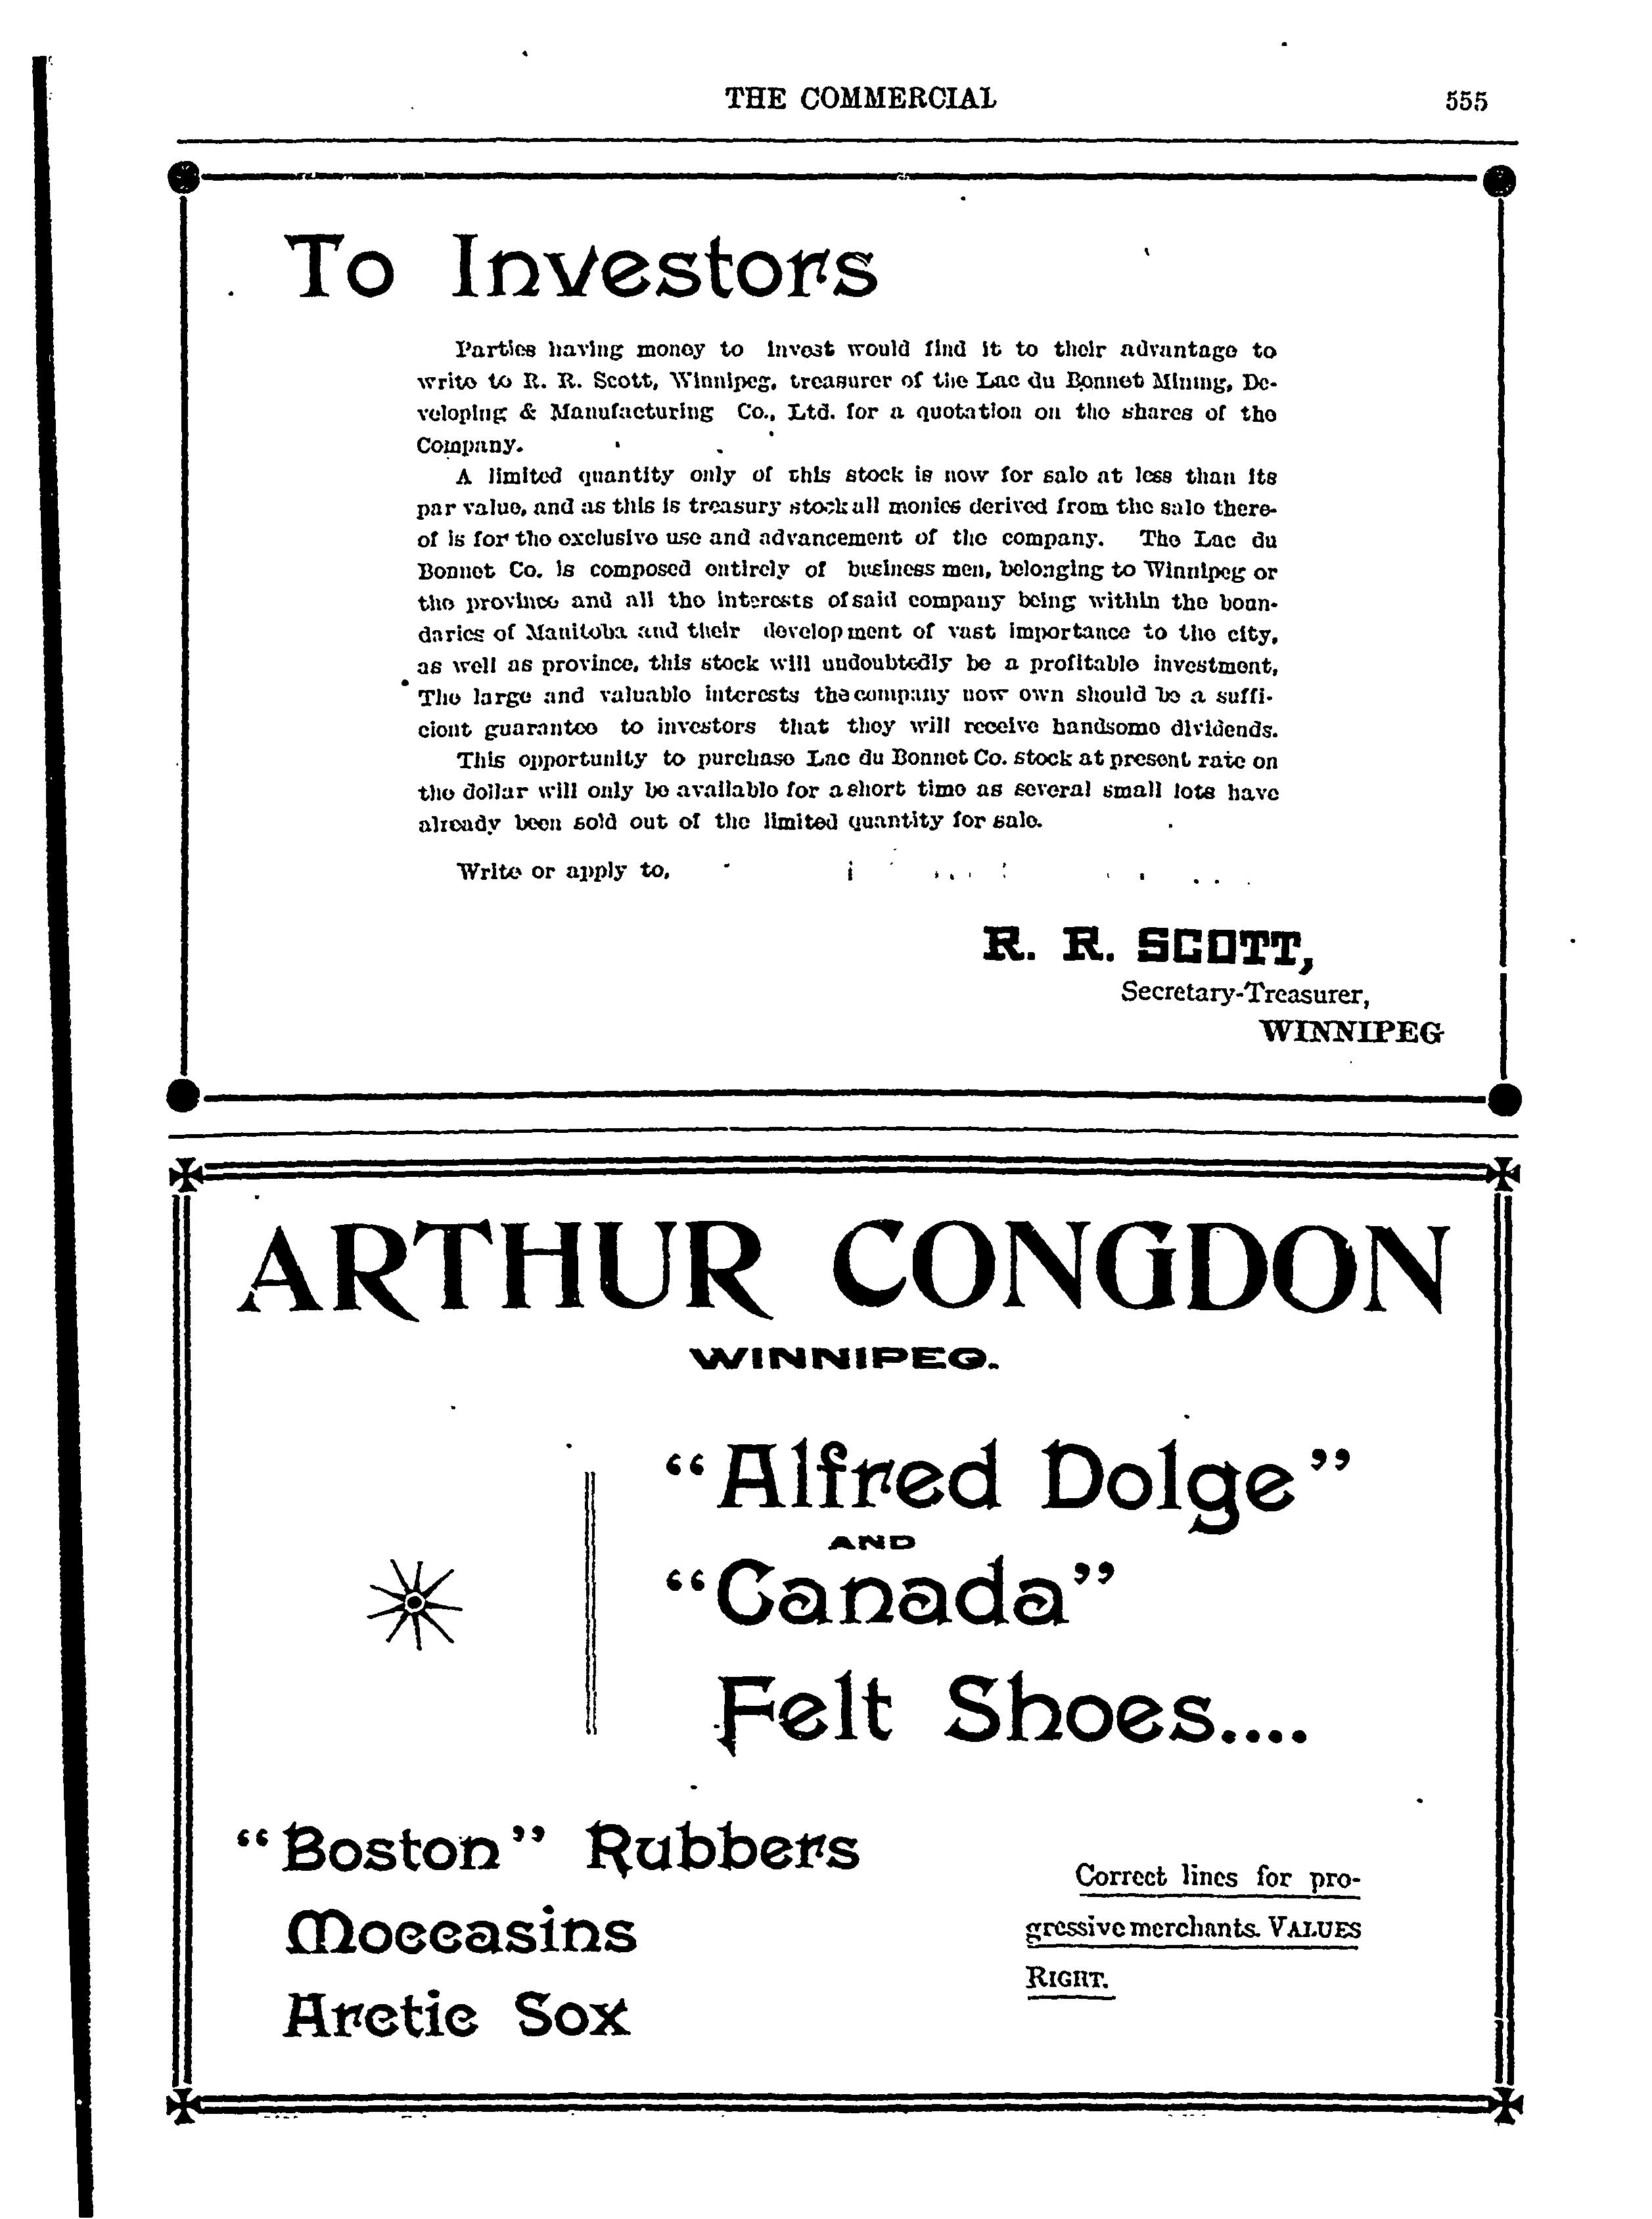 THE COMMERCIAL 555
To Investors
Parties having money to invest would find it to their advantage to
write to R. R. Scott, Winnipeg, treasurer of the Lac du Bonnet Mining, De-
veloping & Manufacturing Co., Ltd. for a quotation on the shares of the
Company.
A limited quantity only of this stock is now for sale at less than its
par value, and as this is treasury stock all monies derived from the sale there-
of is for the exclusive use and advancement of the company. The Lac du
Bonnet Co. is composed entirely of business men, belonging to Winnipeg or
the province and all the interests of said company being within the boun-
daries of Manitoba and their development of vast importance to the city,
as well as province, this stock will undoubtedly be a profitable investment,
The large and valuable interests the company now own should be a suffi-
cient guarantee to investors that they will receive handsome dividends.
This opportunity to purchase Lac du Bonnet Co. stock at present rate on
the dollar will only be available for a short time as several small lots have
already been sold out of the limited quantity for sale.
Write or apply to,
R. R. SCOTT,
Secretary-Treasurer,
WINNIPEG
ARTHUR CONGDON
WINNIPEG.
“Alfred Dolge”
AND
“Canada”
Felt Shoes....
“Boston” Rubbers
Moccasins
Arctic Sox
Correct lines for pro-
gressive merchants. VALUES
RIGHT.